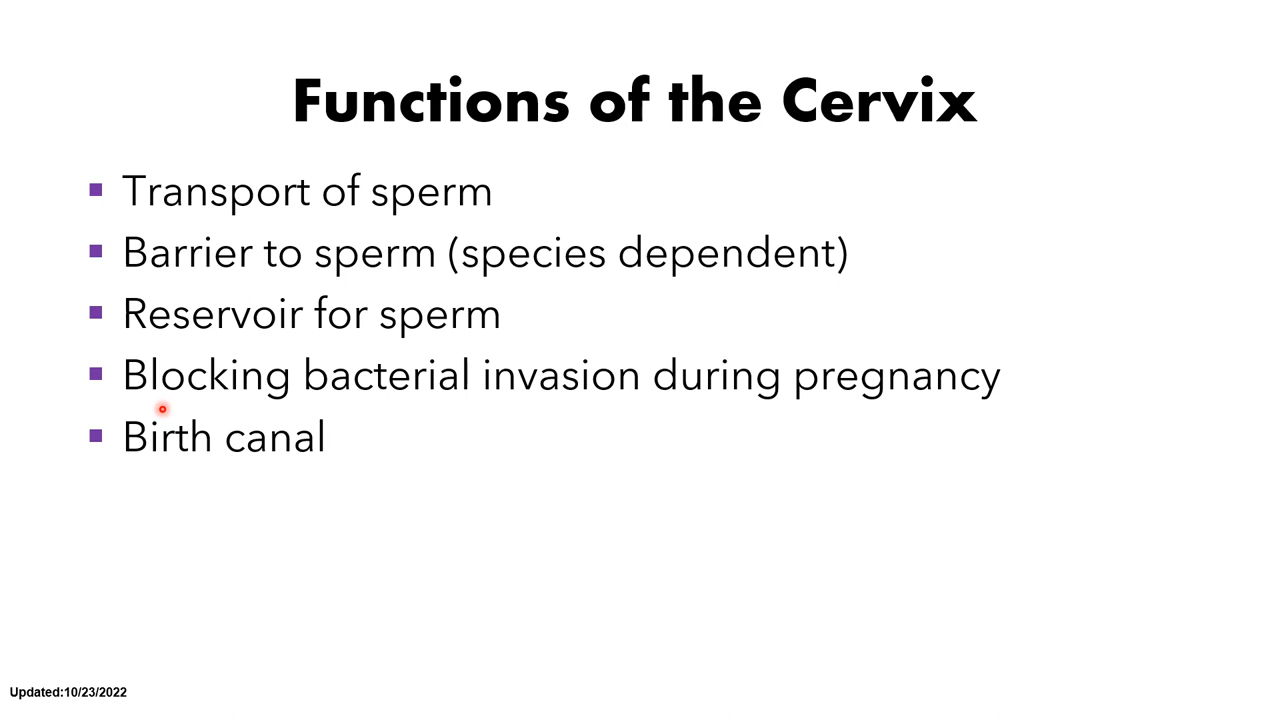 Functions of the Cervix
Transport of sperm
Barrier to sperm (species dependent)
Reservoir for sperm
Blocking bacterial invasion during pregnancy
Birth canal
Updated:10/23/2022